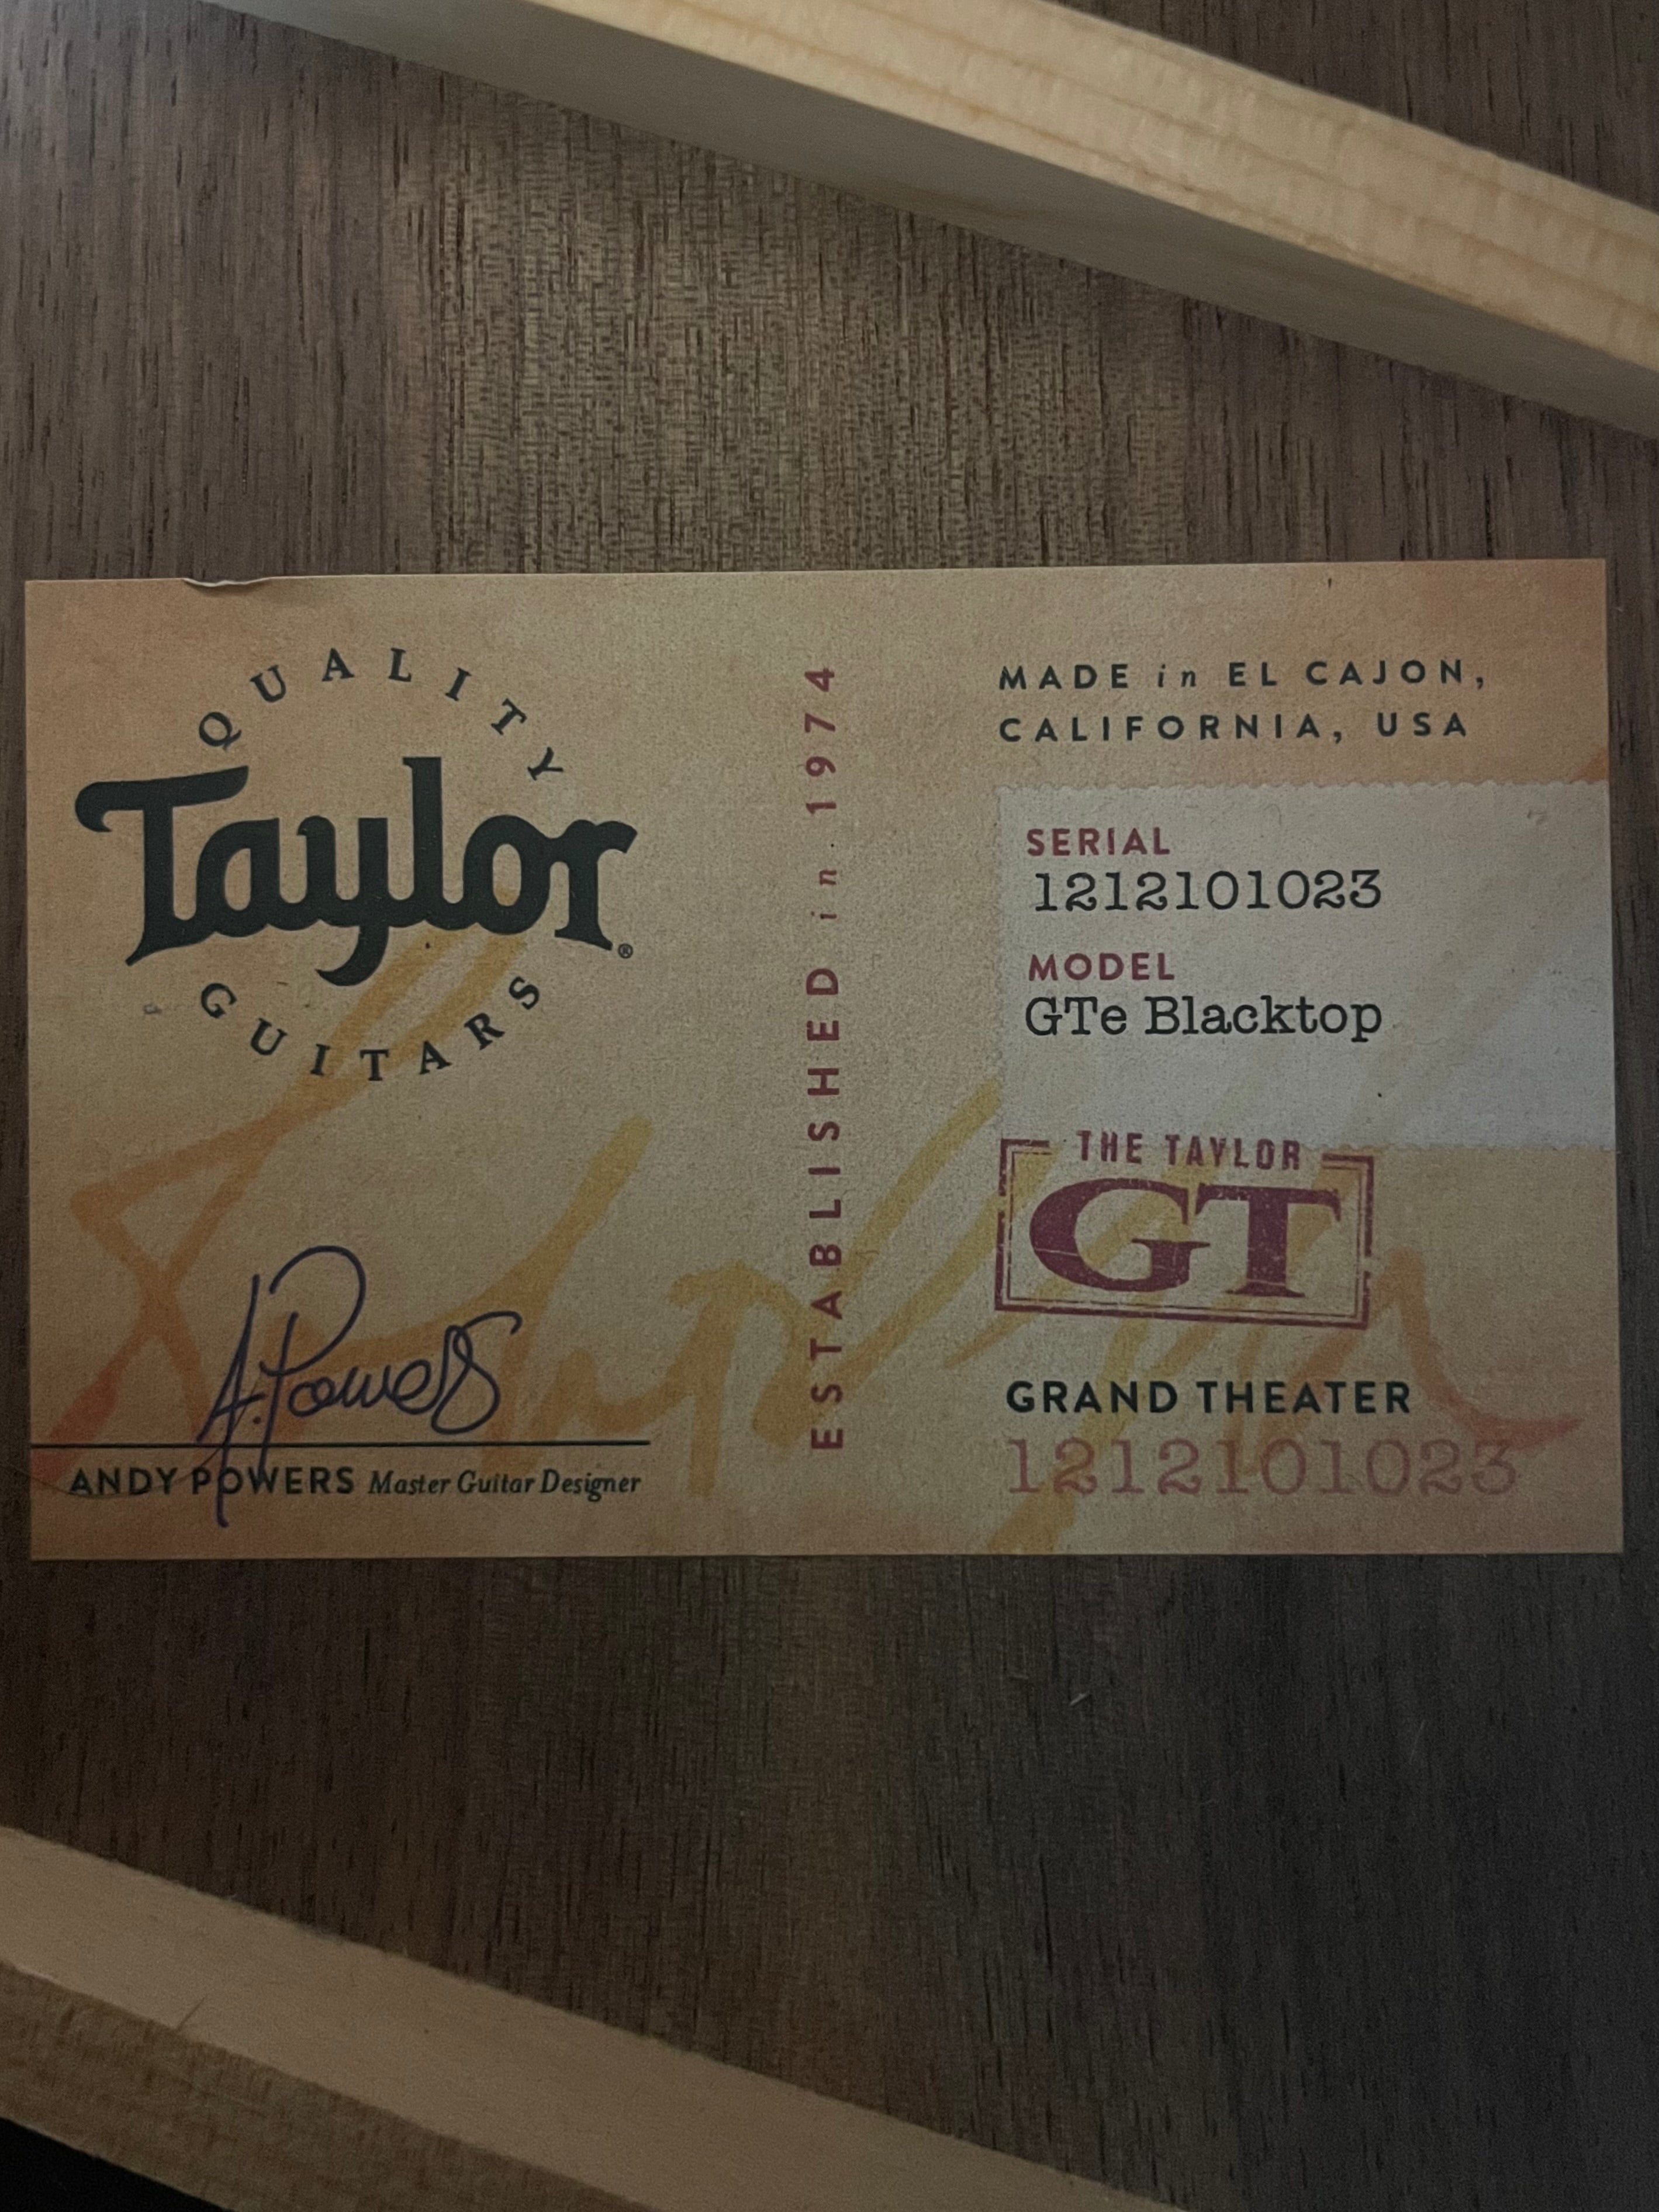 QUALITY
Taylor®
GUITARS
A. Powers
ANDY POWERS Master Guitar Designer
ESTABLISHED in 1974
MADE in EL CAJON,
CALIFORNIA, USA
SERIAL
1212101023
MODEL
GTe Blacktop
THE TAYLOR
GT
GRAND THEATER
1212101023